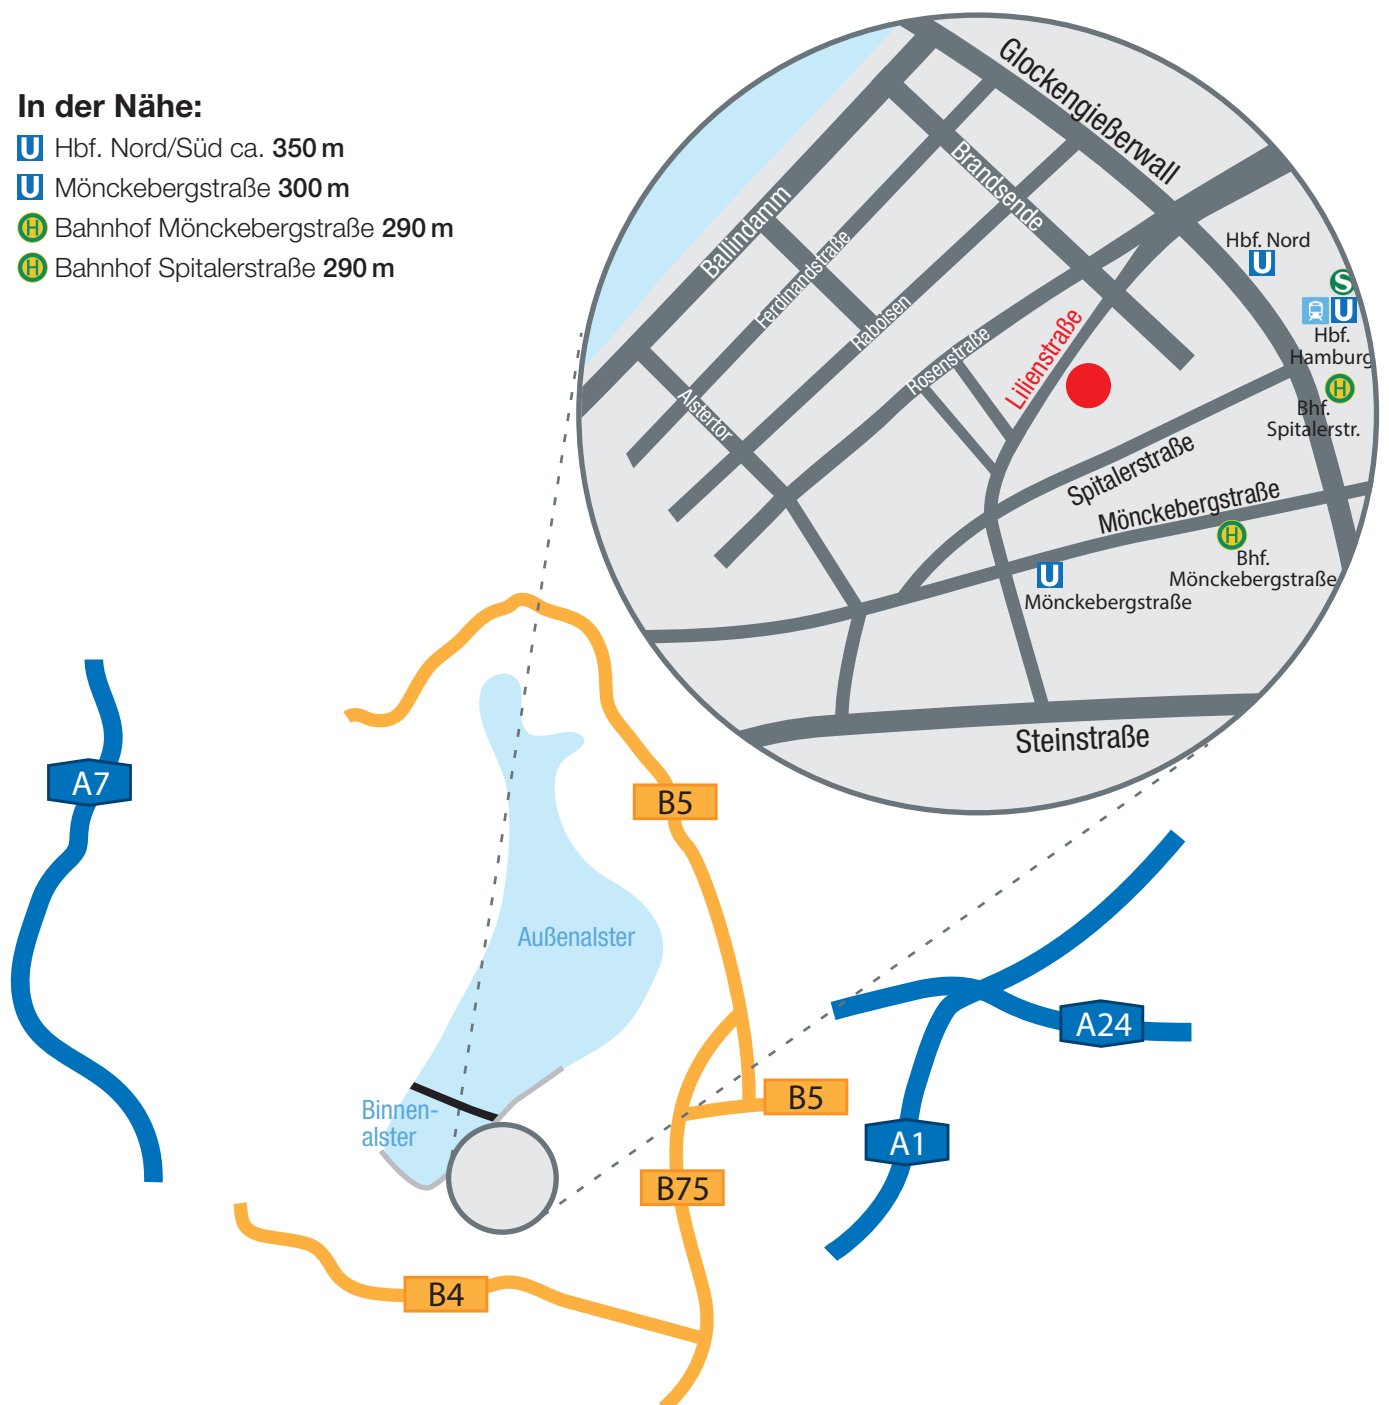 In der Nähe:
U Hbf. Nord/Süd ca. 350 m
U Mönckebergstraße 300 m
H Bahnhof Mönckebergstraße 290 m
H Bahnhof Spitalerstraße 290 m
Glockengießerwall
Brandsende
Ballindamm
Ferdinandstraße
Raboisen
Rosenstraße
Lilienstraße
Alstertor
Hbf. Nord
U
S
U
Hbf.
Hamburg
H
Bhf.
Spitalerstr.
Spitalerstraße
Mönckebergstraße
H
Bhf.
Mönckebergstraße
U
Mönckebergstraße
Steinstraße
A7
B5
Außenalster
A24
B5
Binnen-
alster
A1
B75
B4